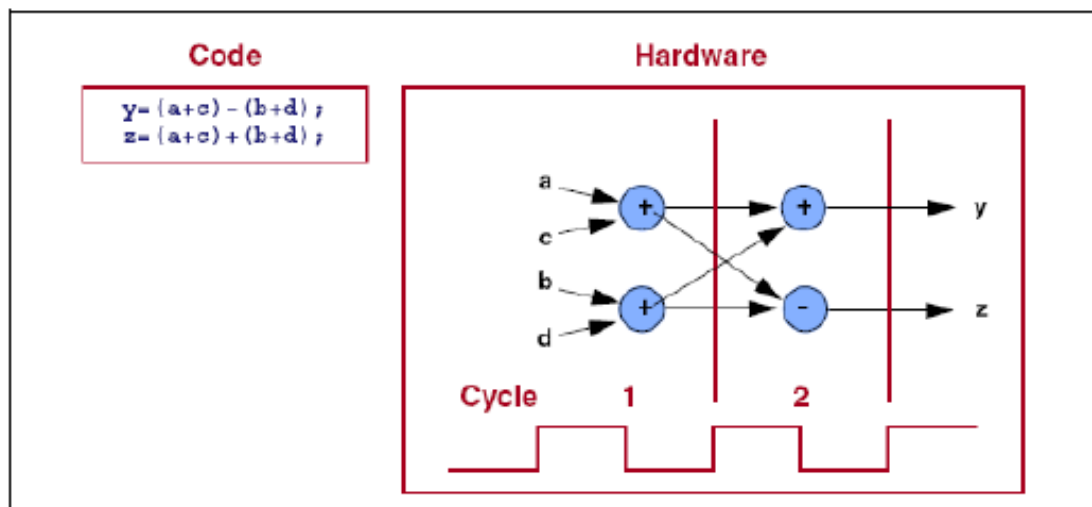 Code
y=(a+c)-(b+d);
z=(a+c)+(b+d);
Hardware
a
c
b
d
+
+
+
-
y
z
Cycle 1 2